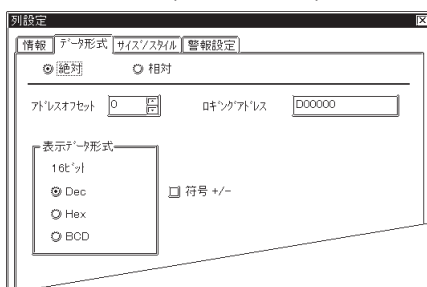 列設定
情報 ﾃﾞｰﾀ形式 ｻｲｽﾞ/ｽﾀｲﾙ 警報設定
絶対 相対
ｱﾄﾞﾚｽｵﾌｾｯﾄ 0 ﾛｷﾞﾝｸﾞｱﾄﾞﾚｽ D00000
表示ﾃﾞｰﾀ形式
16ﾋﾞｯﾄ
Dec 符号 +/-
Hex
BCD